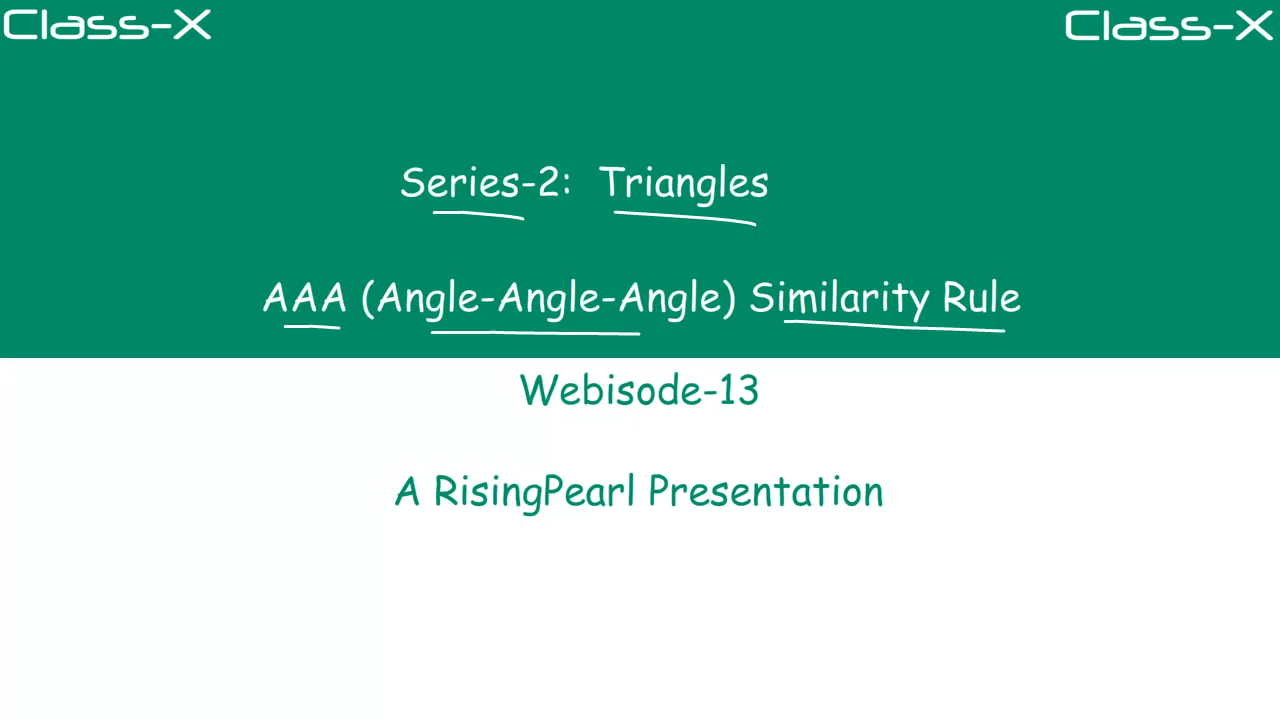 Class-X Class-X
Series-2: Triangles
AAA (Angle-Angle-Angle) Similarity Rule
Webisode-13
A RisingPearl Presentation